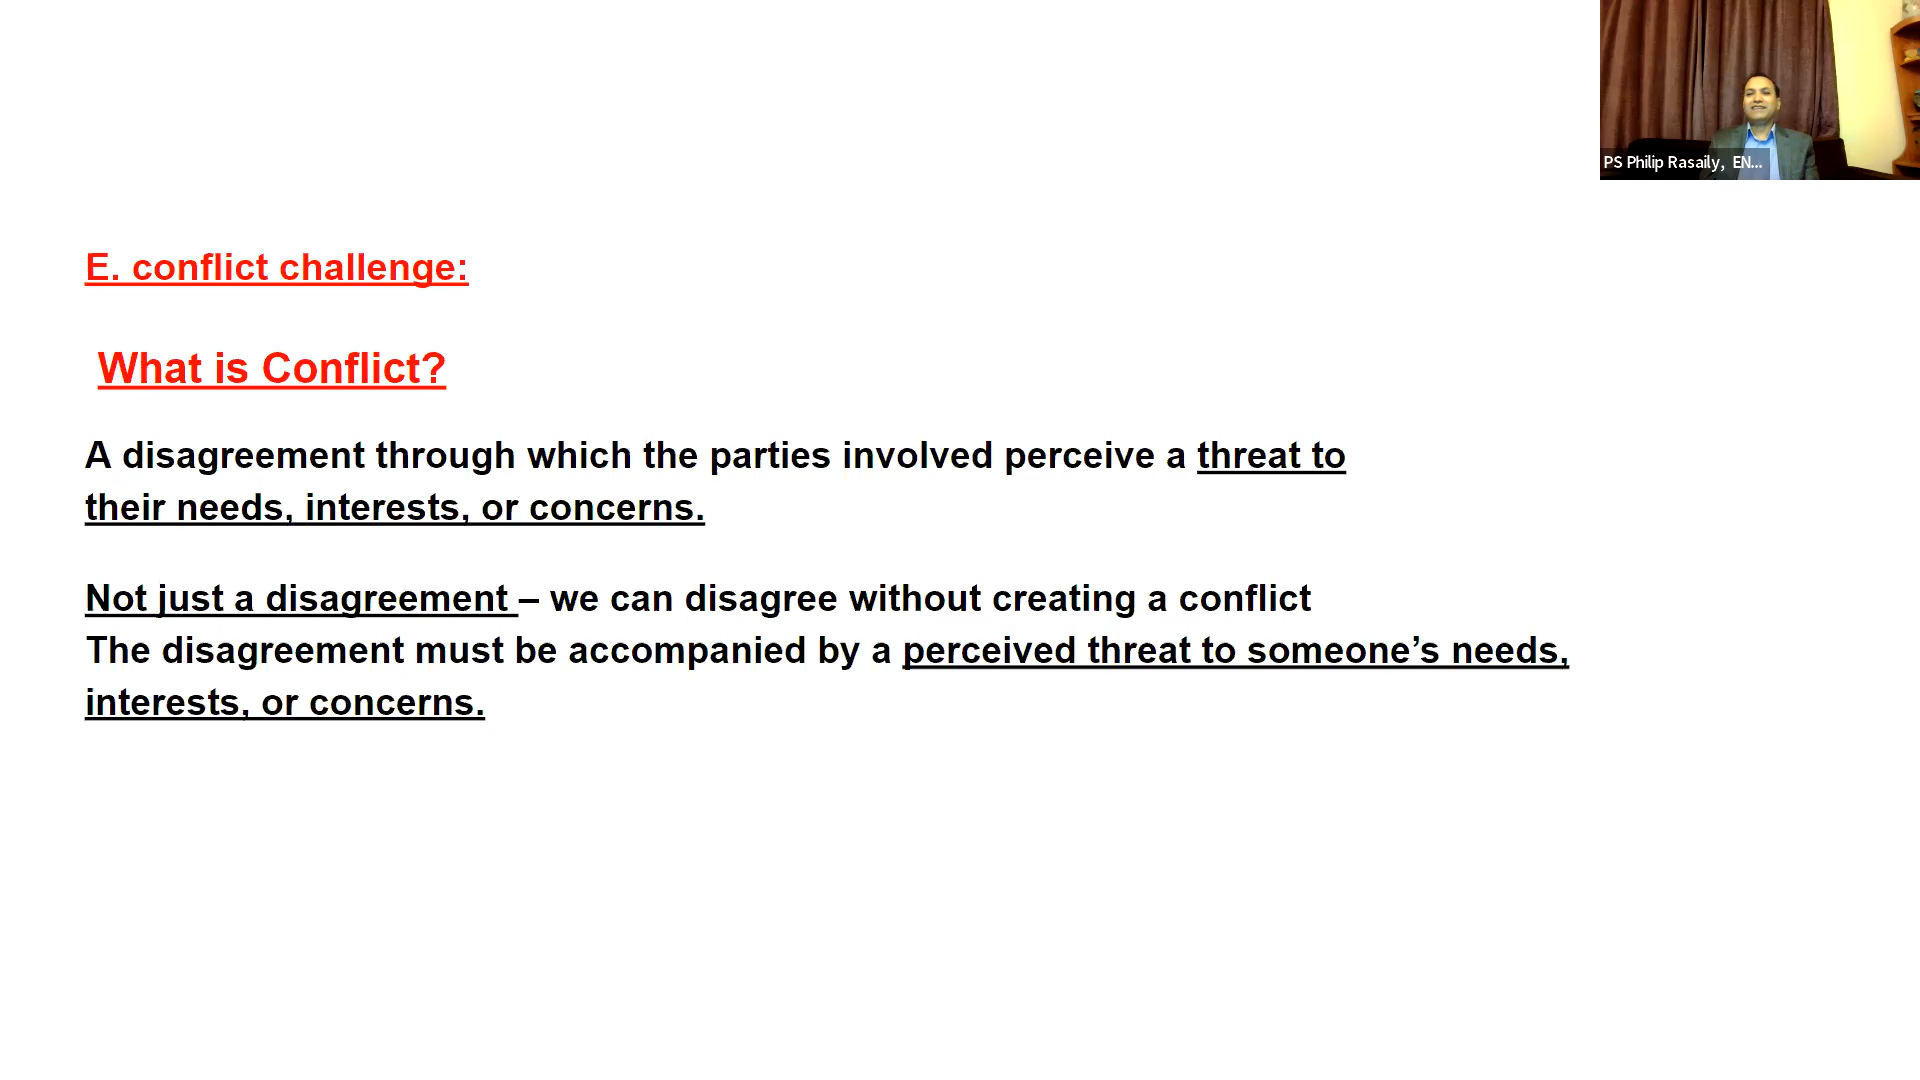 PS Philip Rasaily, EN...
E. conflict challenge:
What is Conflict?
A disagreement through which the parties involved perceive a threat to
their needs, interests, or concerns.
Not just a disagreement – we can disagree without creating a conflict
The disagreement must be accompanied by a perceived threat to someone’s needs,
interests, or concerns.